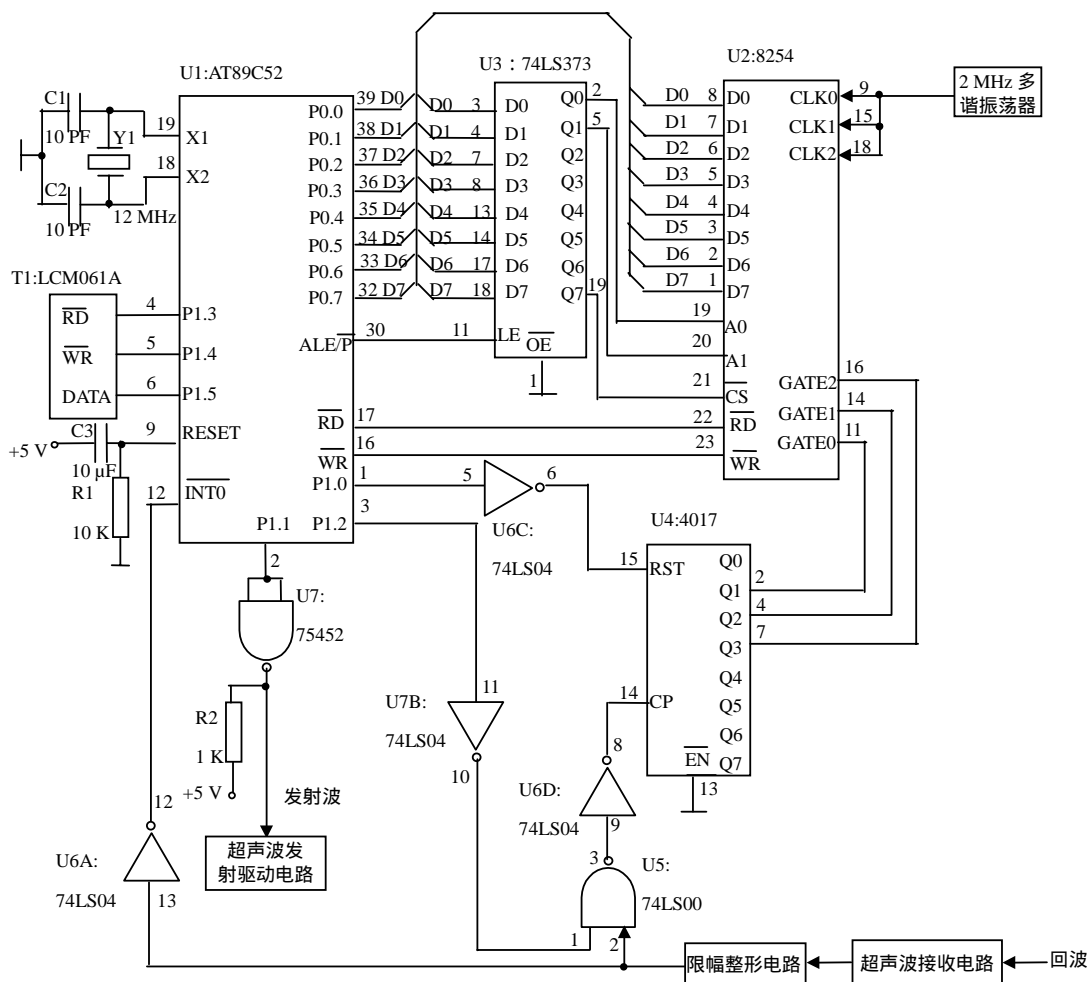 U1:AT89C52
U3：74LS373
U2:8254
C1
10 PF
Y1
C2
10 PF
12 MHz
19
X1
18
X2
P0.0
39 D0
P0.1
38 D1
P0.2
37 D2
P0.3
36 D3
P0.4
35 D4
P0.5
34 D5
P0.6
33 D6
P0.7
32 D7
D0 3 D0
D1 4 D1
D2 7 D2
D3 8 D3
D4 13 D4
D5 14 D5
D6 17 D6
D7 18 D7
Q0 2
Q1 5
Q2
Q3
Q4
Q5
Q6
Q7 19
D0 8 D0
D1 7 D1
D2 6 D2
D3 5 D3
D4 4 D4
D5 3 D5
D6 2 D6
D7 1 D7
CLK0 9
CLK1 15
CLK2 18
2 MHz 多
谐振荡器
T1:LCM061A
RD 4 P1.3
WR 5 P1.4
DATA 6 P1.5
ALE/P 30
11 LE
OE
1
19 A0
20 A1
21 CS
22 RD
23 WR
GATE2 16
GATE1 14
GATE0 11
+5 V
C3
10 μF
9 RESET
R1
10 K
12 INT0
RD 17
WR 16
P1.0 1
P1.2 3
P1.1
2
5
6
U6C:
74LS04
U4:4017
15 RST
14 CP
Q0
Q1 2
Q2 4
Q3 7
Q4
Q5
Q6
Q7
EN
13
U7:
75452
R2
1 K
+5 V
发射波
超声波发
射驱动电路
11
U7B:
74LS04
10
8
U6D:
74LS04
9
3
U5:
74LS00
1
2
12
U6A:
74LS04
13
限幅整形电路
超声波接收电路
回波